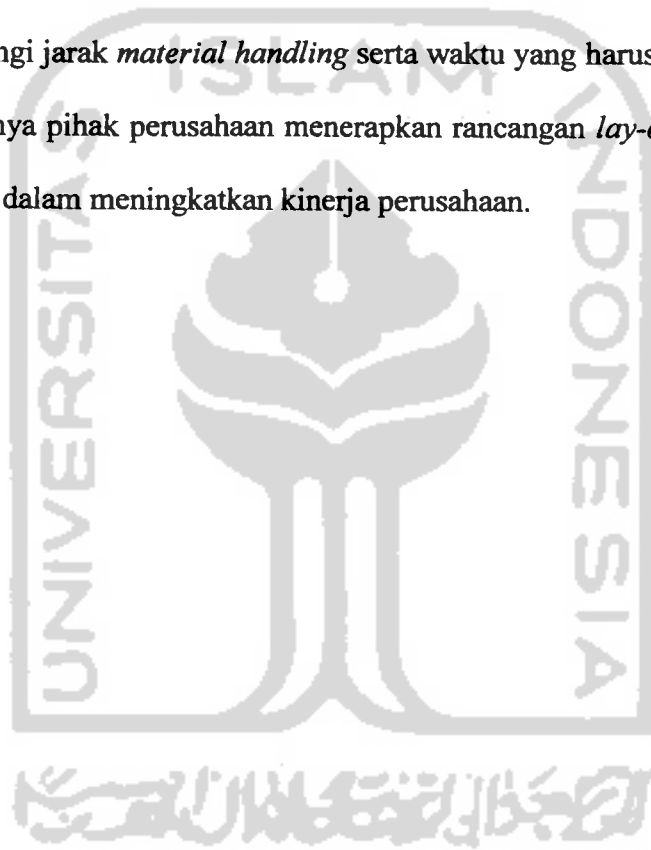 ngi jarak material handling serta waktu yang harus
nya pihak perusahaan menerapkan rancangan lay-
dalam meningkatkan kinerja perusahaan.
ISLAM
UNIVERSITAS
INDONESIA